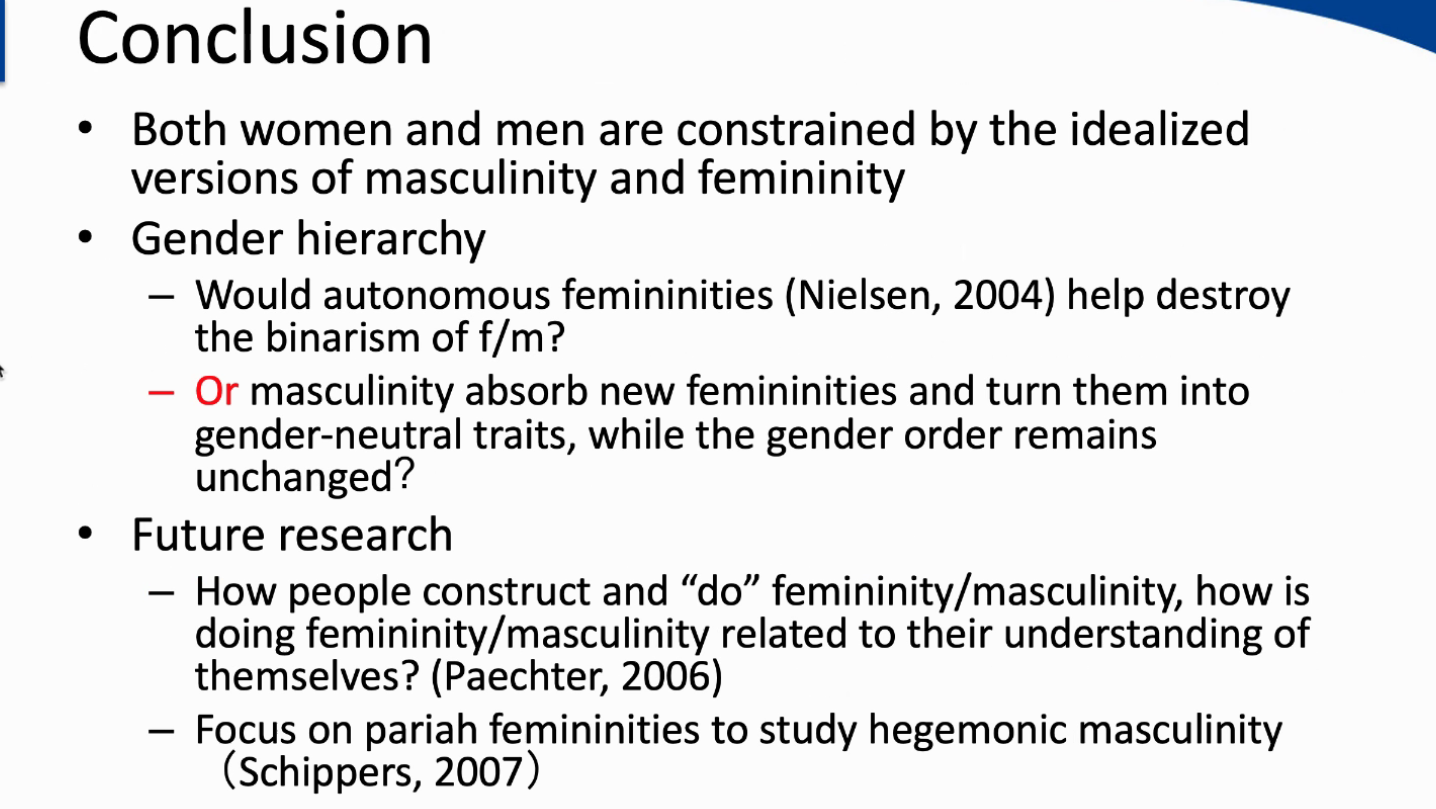 Conclusion
• Both women and men are constrained by the idealized
versions of masculinity and femininity
• Gender hierarchy
– Would autonomous femininities (Nielsen, 2004) help destroy
the binarism of f/m?
– Or masculinity absorb new femininities and turn them into
gender-neutral traits, while the gender order remains
unchanged？
• Future research
– How people construct and “do” femininity/masculinity, how is
doing femininity/masculinity related to their understanding of
themselves? (Paechter, 2006)
– Focus on pariah femininities to study hegemonic masculinity
（Schippers, 2007）